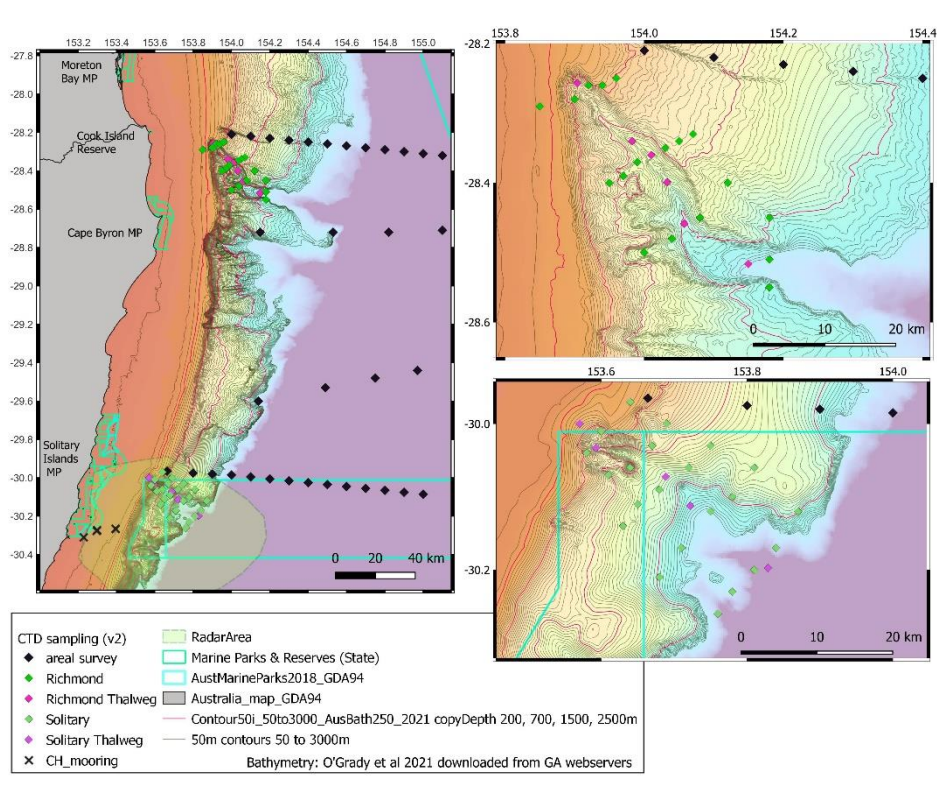 153.2 153.4 153.6 153.8 154.0 154.2 154.4 154.6 154.8 155.0
-27.8
Moreton
Bay MP
-28.0
-28.2
Cook Island
Reserve
-28.4
-28.6
Cape Byron MP
-28.8
-29.0
-29.2
-29.4
-29.6
-29.8
Solitary
Islands
MP
-30.0
-30.2
-30.4
0 20 40 km
153.8 154.0 154.2 154.4
-28.2
-28.4
-28.6
0 10 20 km
153.6 153.8 154.0
-30.0
-30.2
0 10 20 km
CTD sampling (v2)
areal survey
Richmond
Richmond Thalweg
Solitary
Solitary Thalweg
CH_mooring
RadarArea
Marine Parks & Reserves (State)
AustMarineParks2018_GDA94
Australia_map_GDA94
Contour50i_50to3000_AusBath250_2021 copyDepth 200, 700, 1500, 2500m
50m contours 50 to 3000m
Bathymetry: O'Grady et al 2021 downloaded from GA webservers